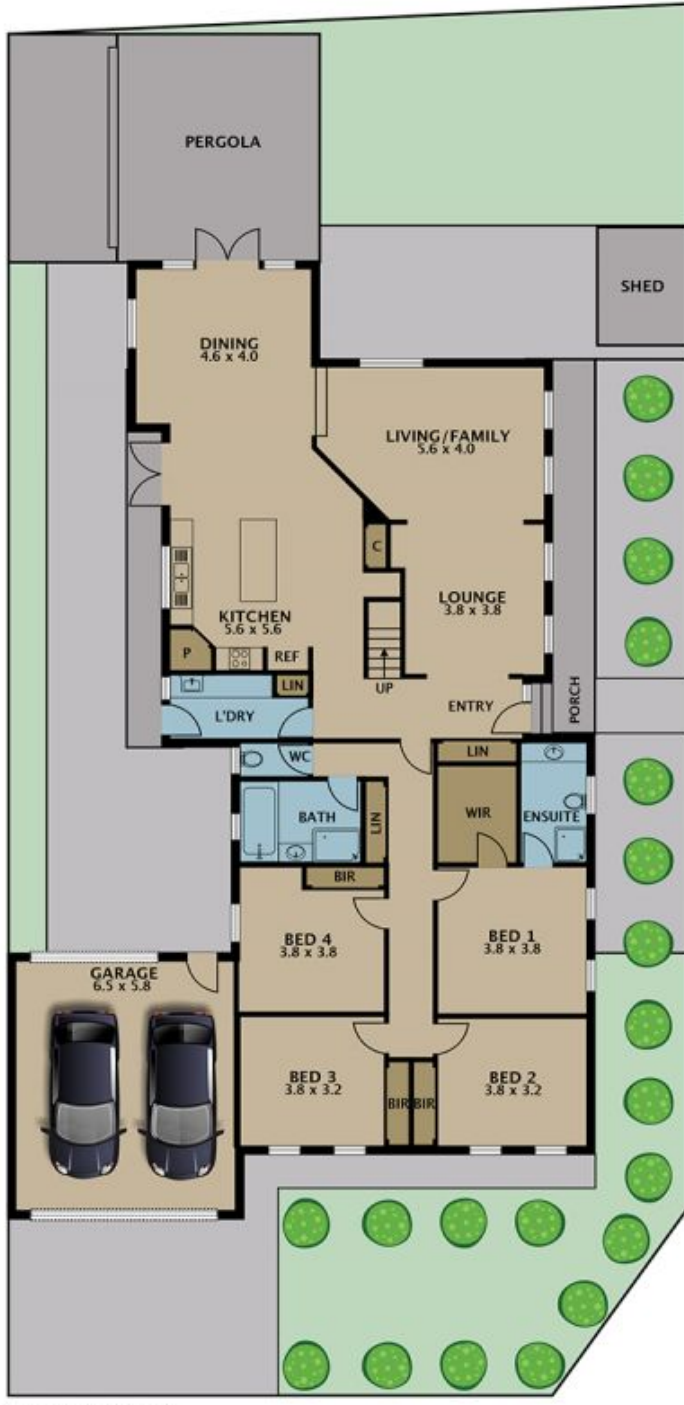 PERGOLA
SHED
DINING
4.6 x 4.0
LIVING/FAMILY
5.6 x 4.0
C
LOUNGE
3.8 x 3.8
KITCHEN
5.6 x 5.6
P
REF
LIN
UP
L'DRY
ENTRY
PORCH
WC
LIN
BATH
LIN
WIR
ENSUITE
BIR
BED 4
3.8 x 3.8
BED 1
3.8 x 3.8
GARAGE
6.5 x 5.8
BED 3
3.8 x 3.2
BIR
BIR
BED 2
3.8 x 3.2